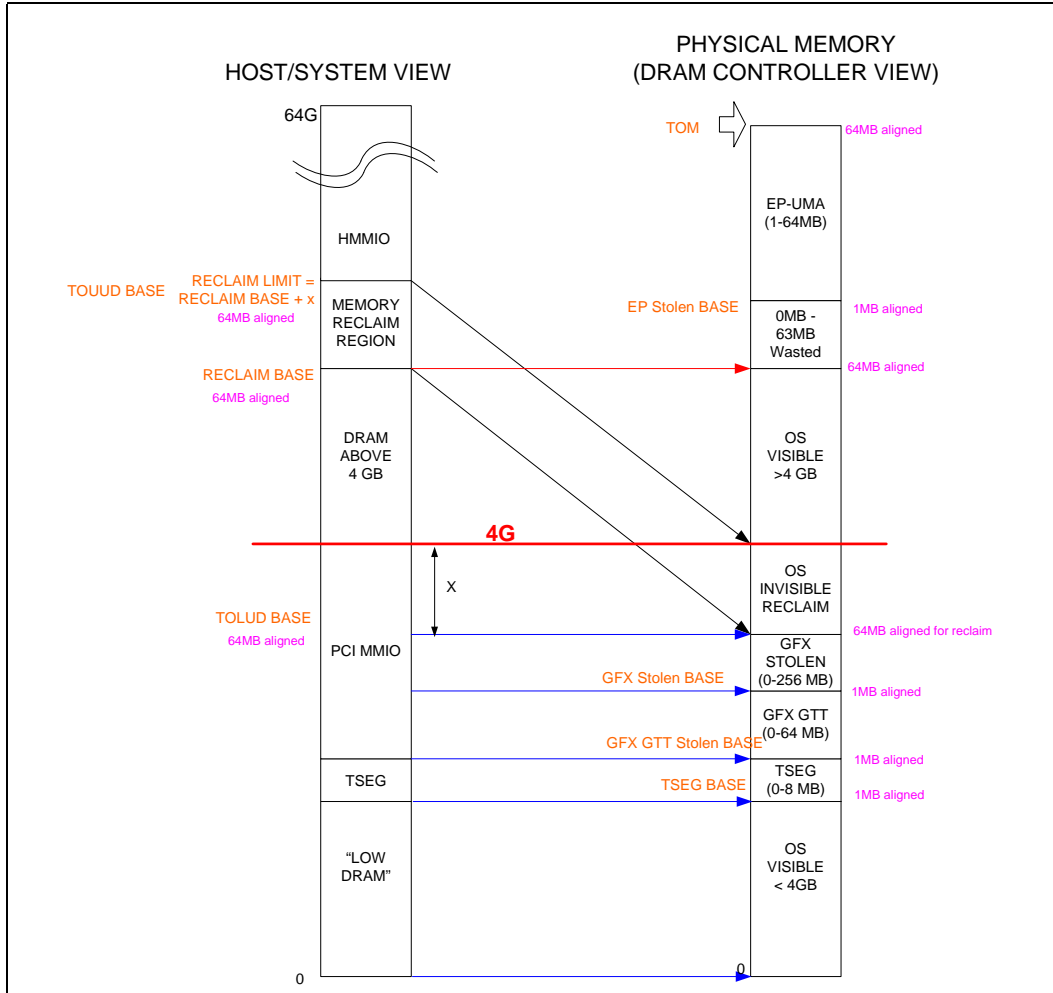 HOST/SYSTEM VIEW
PHYSICAL MEMORY
(DRAM CONTROLLER VIEW)
64G
TOM
64MB aligned
EP-UMA
(1-64MB)
HMMIO
TOUUD BASE
RECLAIM LIMIT =
RECLAIM BASE + x
64MB aligned
MEMORY
RECLAIM
REGION
EP Stolen BASE
1MB aligned
0MB -
63MB
Wasted
RECLAIM BASE
64MB aligned
64MB aligned
DRAM
ABOVE
4 GB
OS
VISIBLE
>4 GB
4G
X
OS
INVISIBLE
RECLAIM
TOLUD BASE
64MB aligned
PCI MMIO
64MB aligned for reclaim
GFX
STOLEN
(0-256 MB)
GFX Stolen BASE
1MB aligned
GFX GTT
(0-64 MB)
GFX GTT Stolen BASE
1MB aligned
TSEG
TSEG
(0-8 MB)
TSEG BASE
1MB aligned
“LOW
DRAM”
OS
VISIBLE
< 4GB
0
0